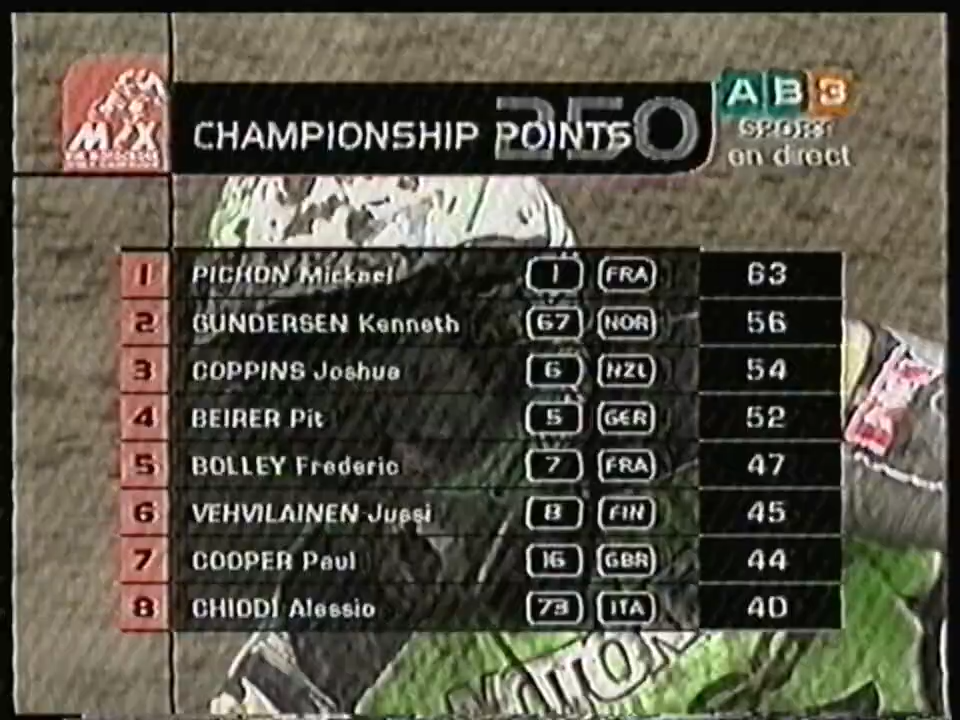 CHAMPIONSHIP POINTS 250
AB3
SPORT
en direct
MX
1 PICHON Mickael 1 FRA 63
2 GUNDERSEN Kenneth 67 NOR 56
3 COPPINS Joshua 6 NZL 54
4 BEIRER Pit 5 GER 52
5 BOLLEY Frederic 7 FRA 47
6 VEHVILAINEN Jussi 8 FIN 45
7 COOPER Paul 16 GBR 44
8 CHIODI Alessio 73 ITA 40